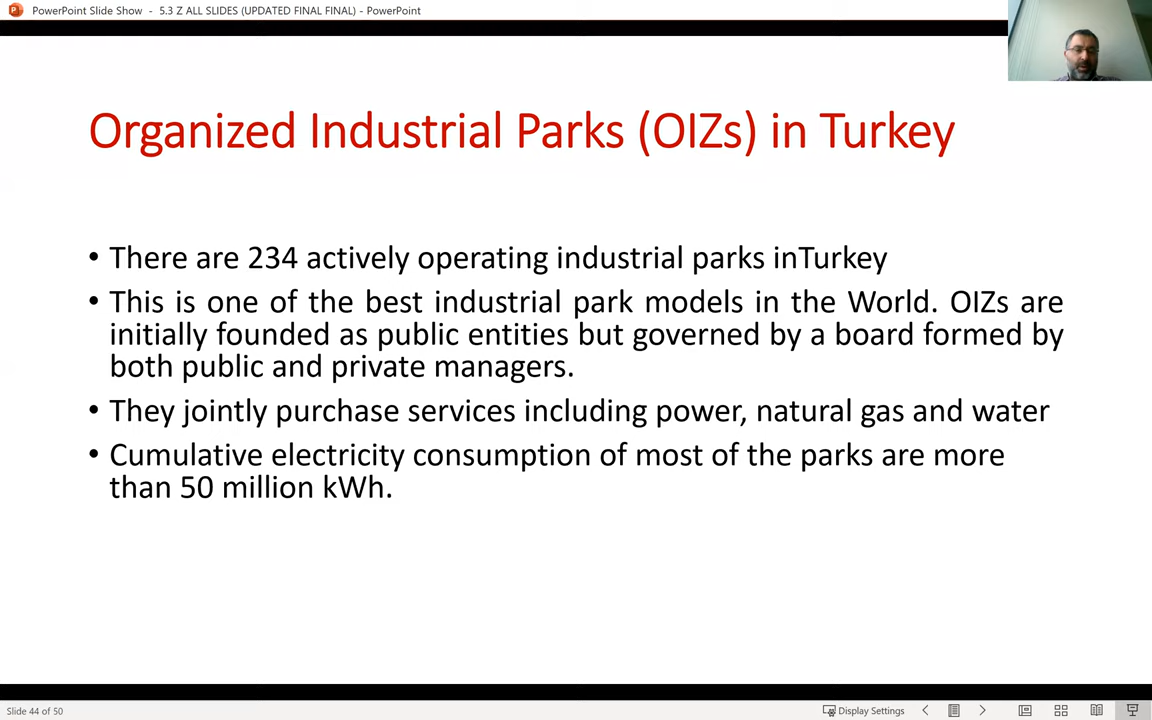 PowerPoint Slide Show - 5.3 Z ALL SLIDES (UPDATED FINAL FINAL) - PowerPoint
Organized Industrial Parks (OIZs) in Turkey
• There are 234 actively operating industrial parks inTurkey
• This is one of the best industrial park models in the World. OIZs are
initially founded as public entities but governed by a board formed by
both public and private managers.
• They jointly purchase services including power, natural gas and water
• Cumulative electricity consumption of most of the parks are more
than 50 million kWh.
Slide 44 of 50
Display Settings